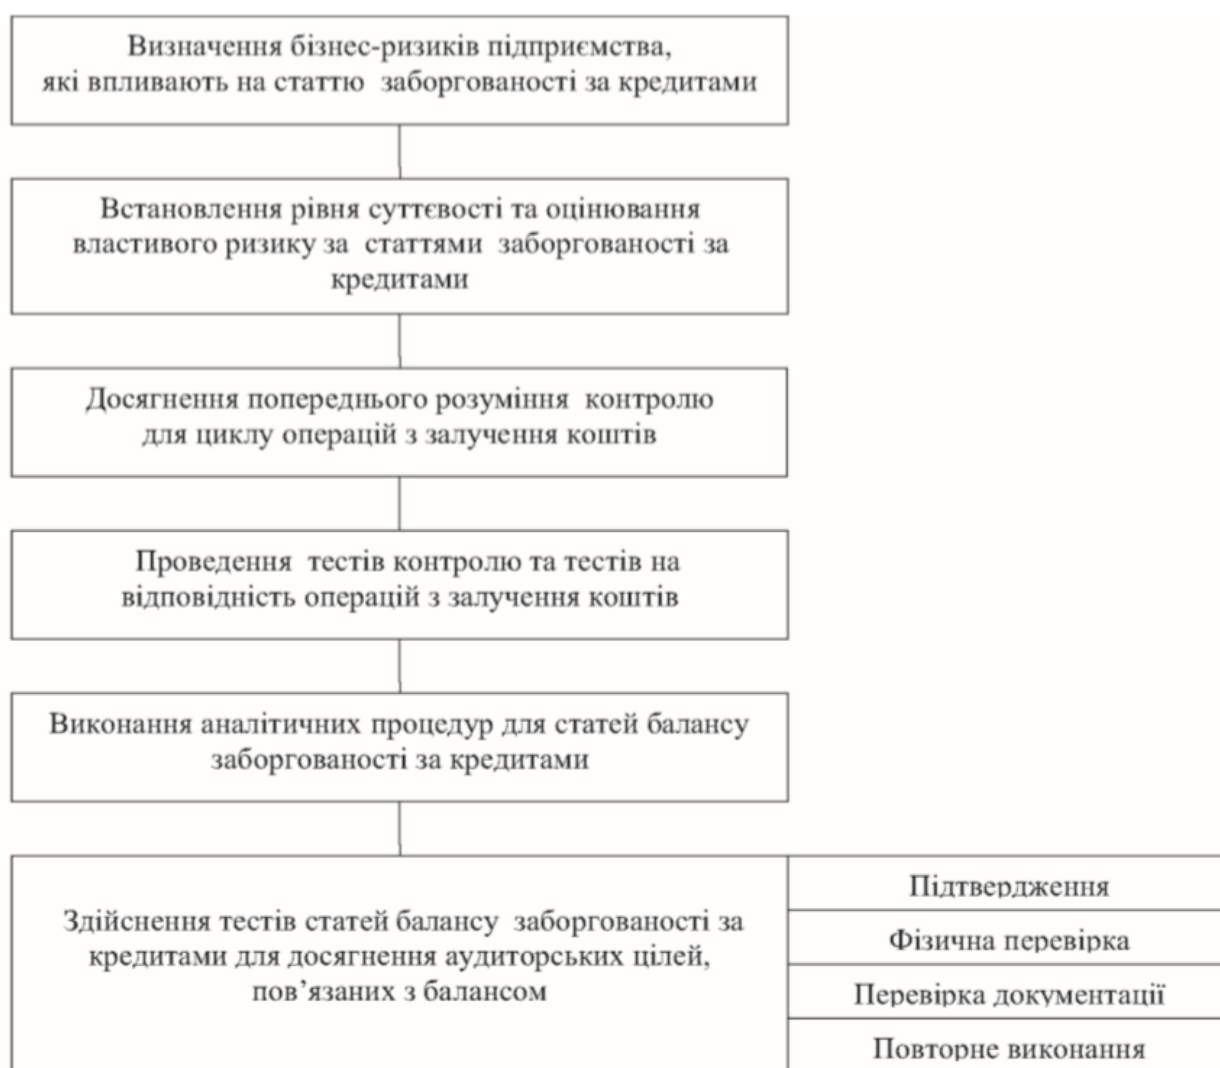 Визначення бізнес-ризиків підприємства,
які впливають на статтю заборгованості за кредитами
Встановлення рівня суттєвості та оцінювання
властивого ризику за статтями заборгованості за
кредитами
Досягнення попереднього розуміння контролю
для циклу операцій з залучення коштів
Проведення тестів контролю та тестів на
відповідність операцій з залучення коштів
Виконання аналітичних процедур для статей балансу
заборгованості за кредитами
Здійснення тестів статей балансу заборгованості за
кредитами для досягнення аудиторських цілей,
пов’язаних з балансом
Підтвердження
Фізична перевірка
Перевірка документації
Повторне виконання